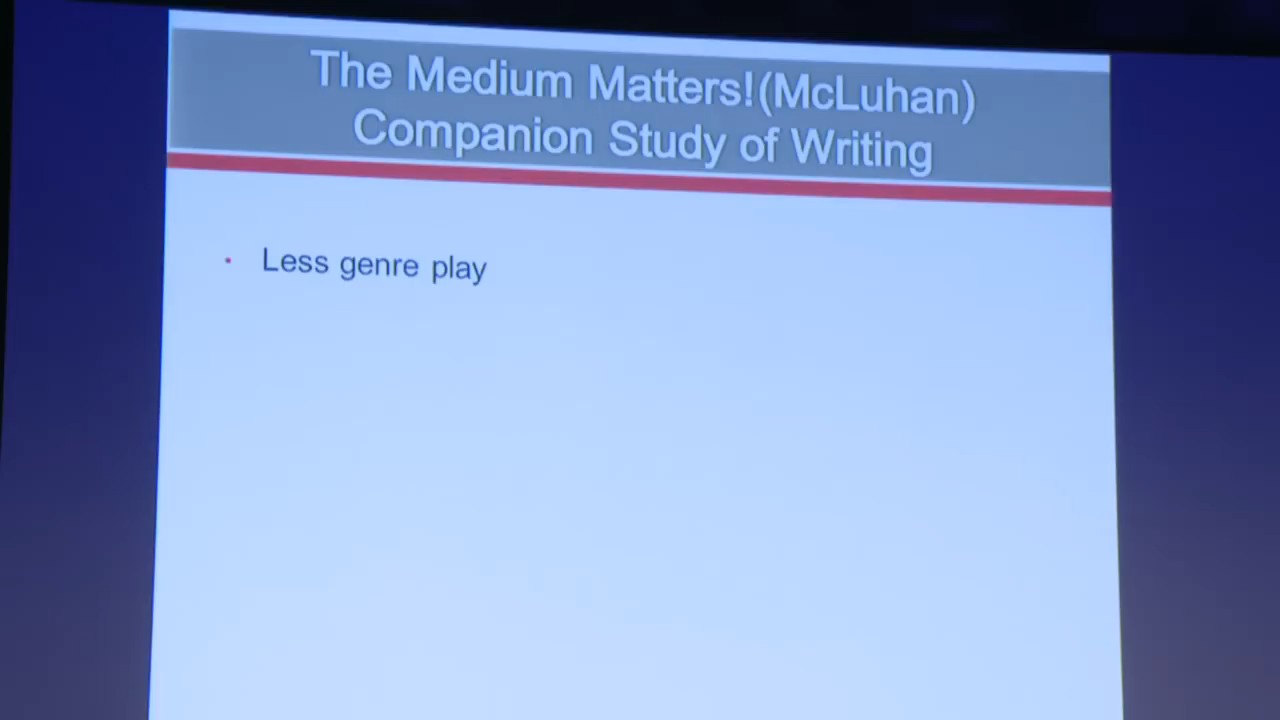 The Medium Matters!(McLuhan)
Companion Study of Writing
• Less genre play